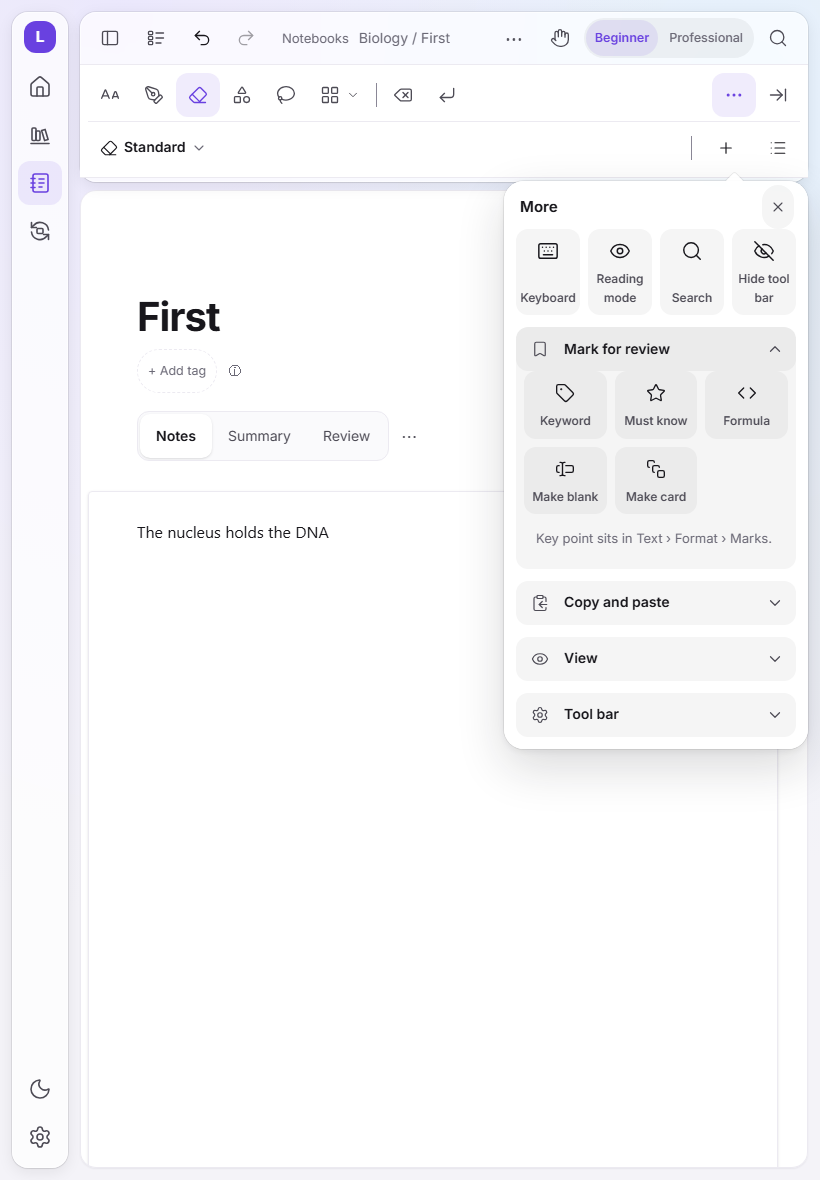 L
Notebooks Biology / First
Beginner Professional
AA
Standard
More
Keyboard
Reading mode
Search
Hide tool bar
First
+ Add tag
Mark for review
Keyword Must know Formula
Notes Summary Review
Make blank Make card
The nucleus holds the DNA
Key point sits in Text › Format › Marks.
Copy and paste
View
Tool bar